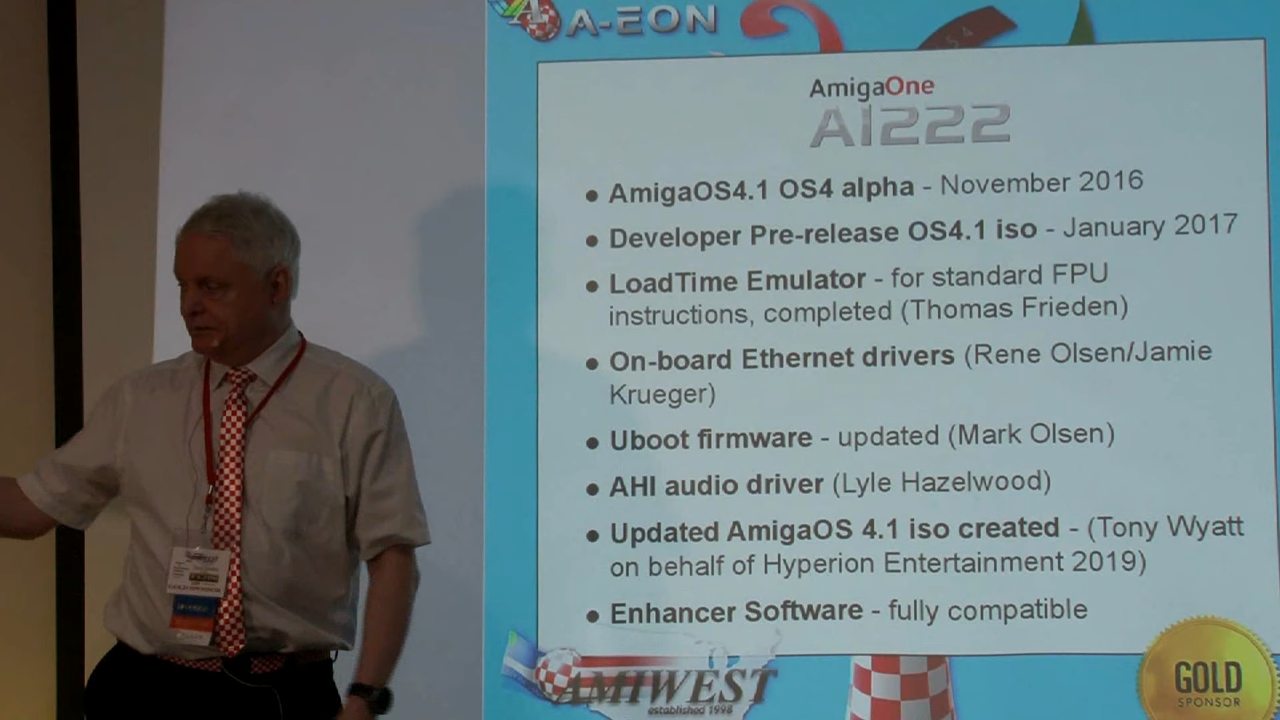 A-EON
S4
AmigaOne
A1222
• AmigaOS4.1 OS4 alpha - November 2016
• Developer Pre-release OS4.1 iso - January 2017
• LoadTime Emulator - for standard FPU
instructions, completed (Thomas Frieden)
• On-board Ethernet drivers (Rene Olsen/Jamie
Krueger)
• Uboot firmware - updated (Mark Olsen)
• AHI audio driver (Lyle Hazelwood)
• Updated AmigaOS 4.1 iso created - (Tony Wyatt
on behalf of Hyperion Entertainment 2019)
• Enhancer Software - fully compatible
AMIWEST
established 1998
GOLD
SPONSOR